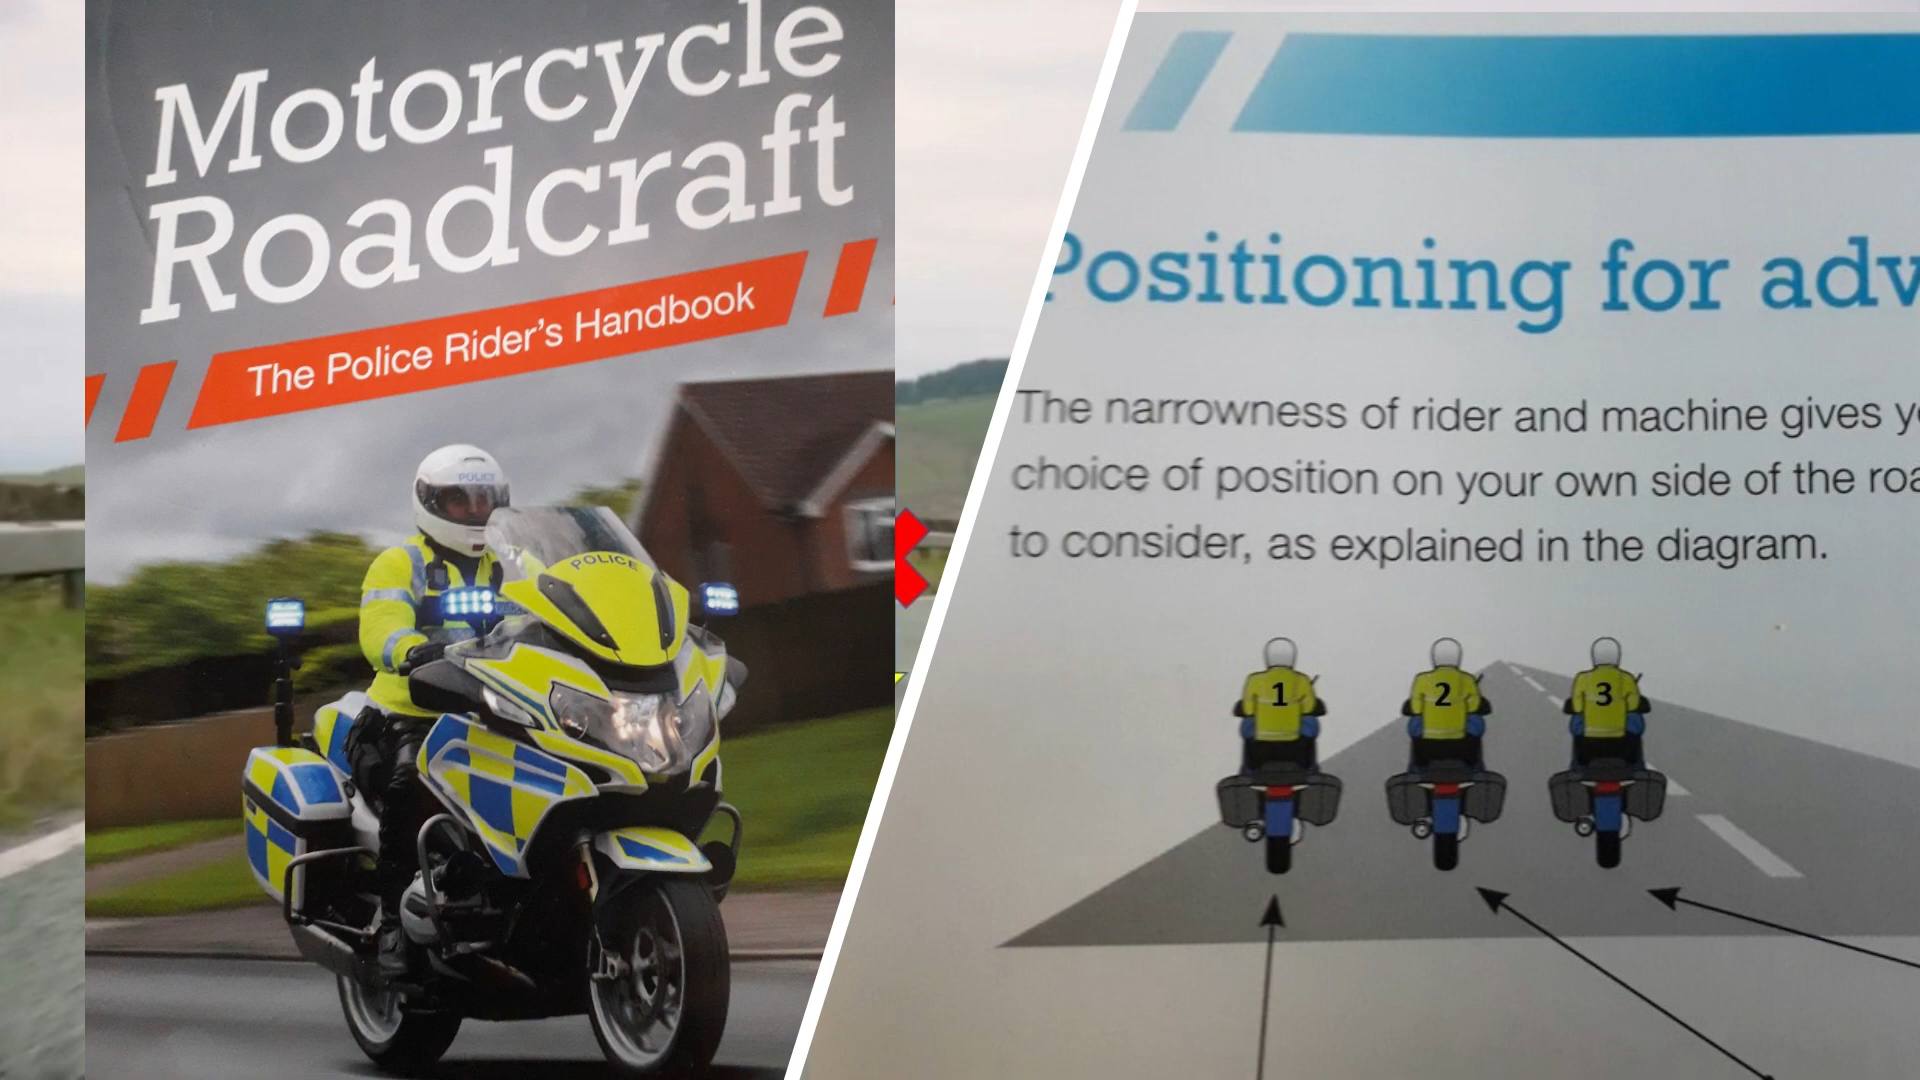 Motorcycle
Roadcraft
The Police Rider's Handbook
POLICE
POLICE
Positioning for adv
The narrowness of rider and machine gives y
choice of position on your own side of the roa
to consider, as explained in the diagram.
1 2 3